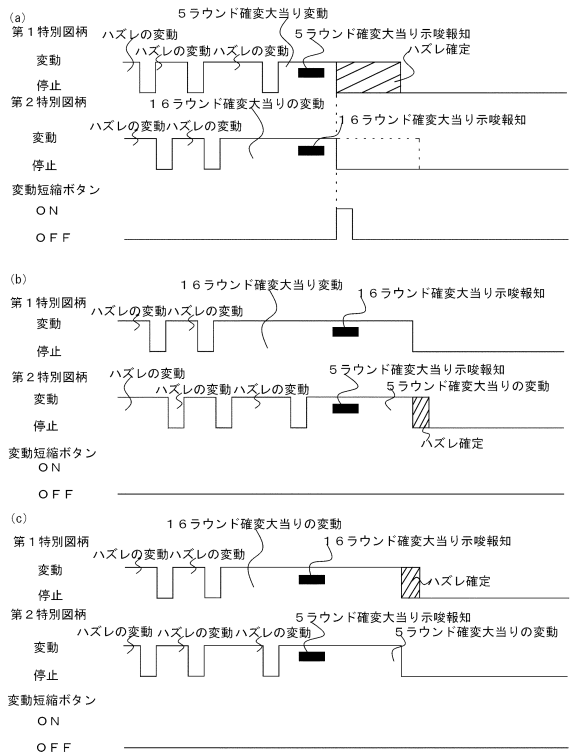 (a)
５ラウンド確変大当り変動
第１特別図柄
ハズレの変動
ハズレの変動
ハズレの変動
５ラウンド確変大当り示唆報知
ハズレ確定
変動
停止
第２特別図柄
１６ラウンド確変大当りの変動
１６ラウンド確変大当り示唆報知
ハズレの変動
ハズレの変動
変動
停止
変動短縮ボタン
ＯＮ
ＯＦＦ
(b)
１６ラウンド確変大当り変動
１６ラウンド確変大当り示唆報知
第１特別図柄
ハズレの変動
ハズレの変動
変動
停止
５ラウンド確変大当り示唆報知
第２特別図柄
ハズレの変動
ハズレの変動
ハズレの変動
５ラウンド確変大当りの変動
変動
停止
ハズレ確定
変動短縮ボタン
ＯＮ
ＯＦＦ
(c)
１６ラウンド確変大当りの変動
第１特別図柄
１６ラウンド確変大当り示唆報知
ハズレの変動
ハズレの変動
変動
ハズレ確定
停止
第２特別図柄
５ラウンド確変大当り示唆報知
ハズレの変動
ハズレの変動
ハズレの変動
５ラウンド確変大当りの変動
変動
停止
変動短縮ボタン
ＯＮ
ＯＦＦ